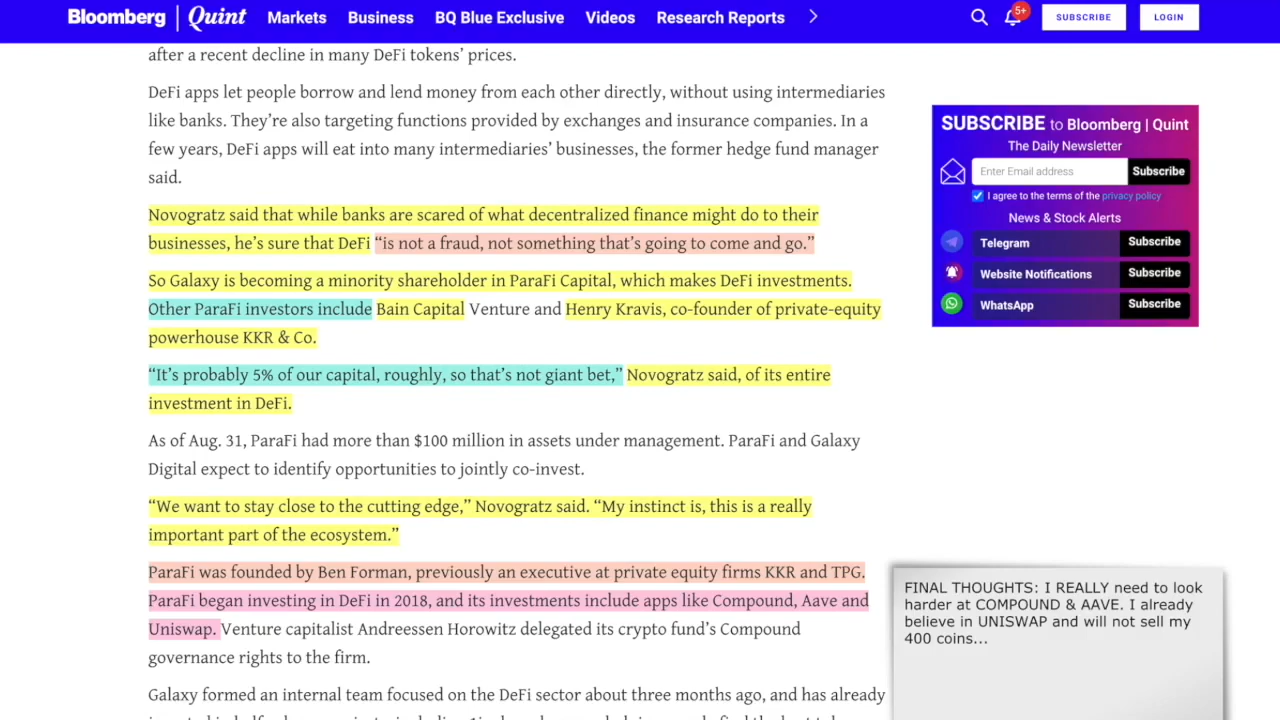 Bloomberg | Quint Markets Business BQ Blue Exclusive Videos Research Reports 5+ SUBSCRIBE LOGIN
after a recent decline in many DeFi tokens’ prices.
DeFi apps let people borrow and lend money from each other directly, without using intermediaries
like banks. They’re also targeting functions provided by exchanges and insurance companies. In a
few years, DeFi apps will eat into many intermediaries’ businesses, the former hedge fund manager
said.
Novogratz said that while banks are scared of what decentralized finance might do to their
businesses, he’s sure that DeFi “is not a fraud, not something that’s going to come and go.”
So Galaxy is becoming a minority shareholder in ParaFi Capital, which makes DeFi investments.
Other ParaFi investors include Bain Capital Venture and Henry Kravis, co-founder of private-equity
powerhouse KKR & Co.
“It’s probably 5% of our capital, roughly, so that’s not giant bet,” Novogratz said, of its entire
investment in DeFi.
As of Aug. 31, ParaFi had more than $100 million in assets under management. ParaFi and Galaxy
Digital expect to identify opportunities to jointly co-invest.
“We want to stay close to the cutting edge,” Novogratz said. “My instinct is, this is a really
important part of the ecosystem.”
ParaFi was founded by Ben Forman, previously an executive at private equity firms KKR and TPG.
ParaFi began investing in DeFi in 2018, and its investments include apps like Compound, Aave and
Uniswap. Venture capitalist Andreessen Horowitz delegated its crypto fund’s Compound
governance rights to the firm.
Galaxy formed an internal team focused on the DeFi sector about three months ago, and has already
SUBSCRIBE to Bloomberg | Quint
The Daily Newsletter
Enter Email address Subscribe
I agree to the terms of the privacy policy
News & Stock Alerts
Telegram Subscribe
Website Notifications Subscribe
WhatsApp Subscribe
FINAL THOUGHTS: I REALLY need to look
harder at COMPOUND & AAVE. I already
believe in UNISWAP and will not sell my
400 coins...